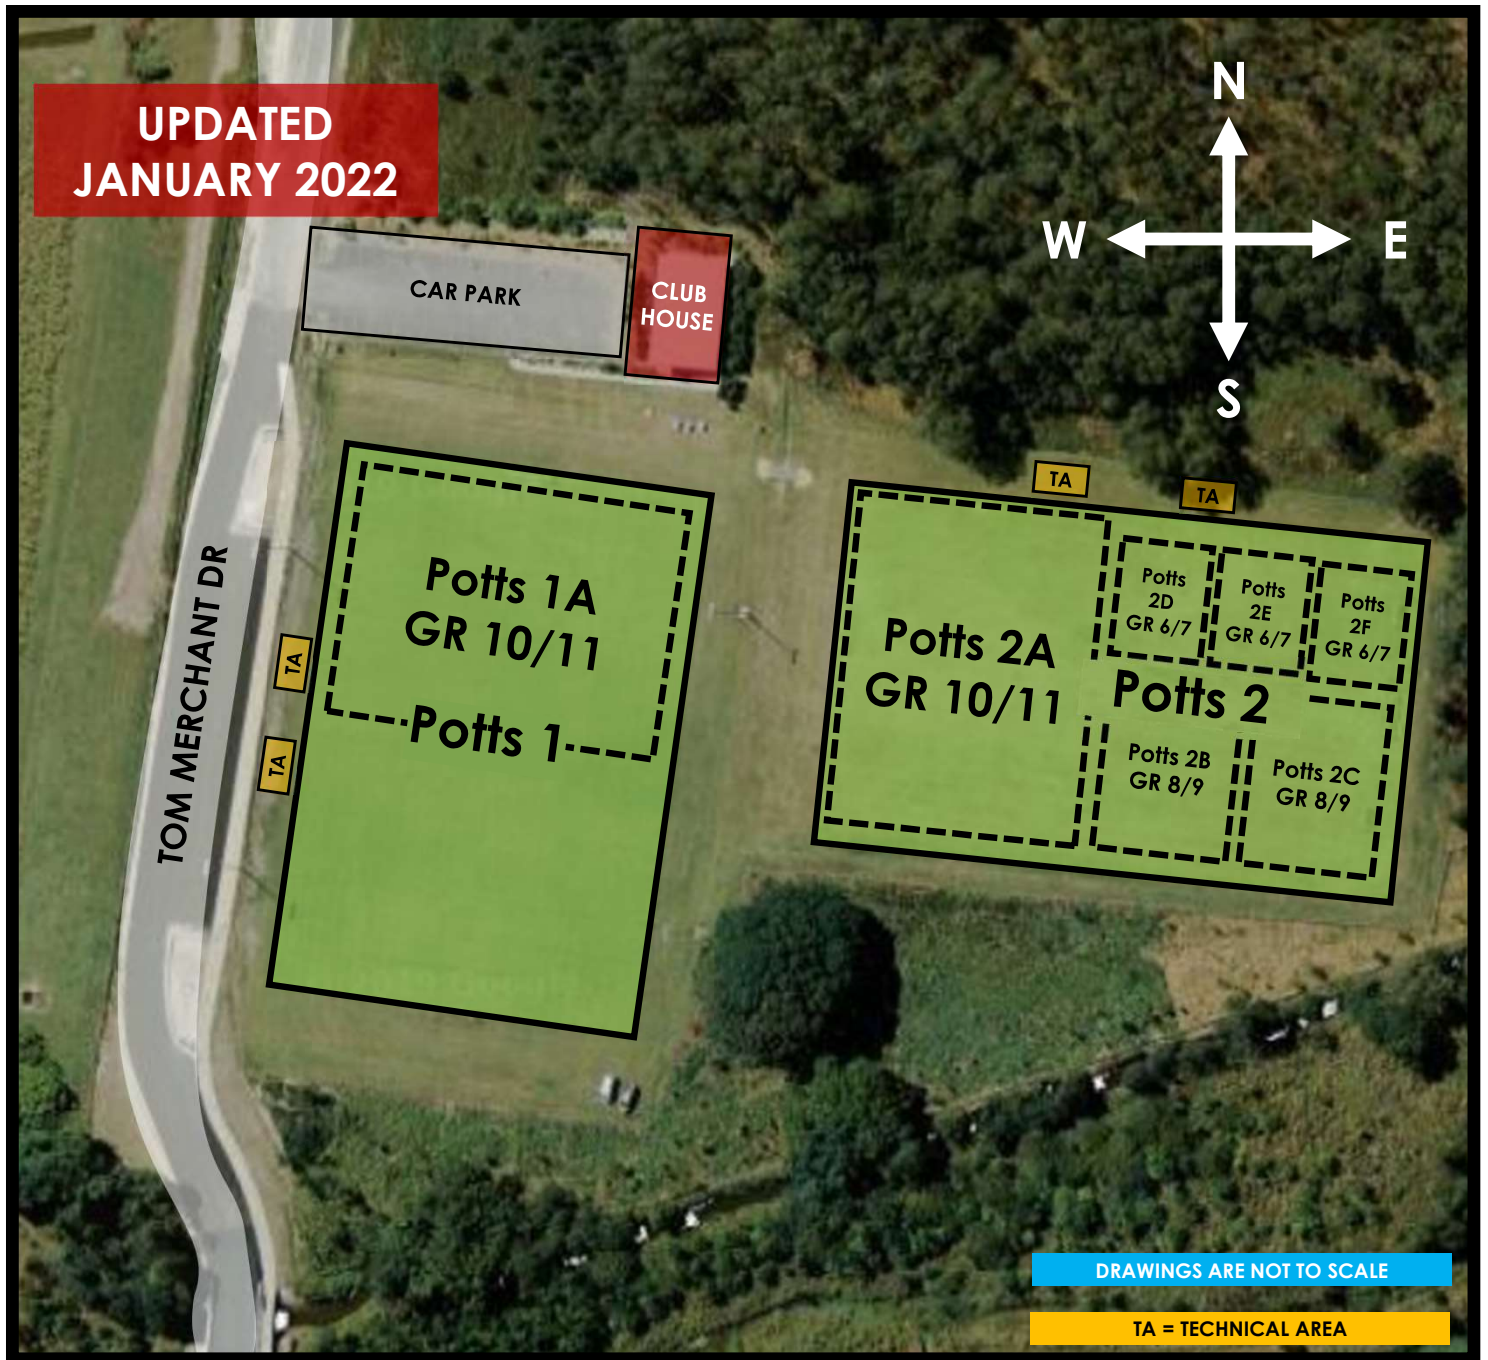 UPDATED
JANUARY 2022
N
W
E
S
CAR PARK
CLUB
HOUSE
TOM MERCHANT DR
TA
TA
Potts 1A
GR 10/11
Potts 1
TA
TA
Potts 2A
GR 10/11
Potts
2D
GR 6/7
Potts
2E
GR 6/7
Potts
2F
GR 6/7
Potts 2
Potts 2B
GR 8/9
Potts 2C
GR 8/9
DRAWINGS ARE NOT TO SCALE
TA = TECHNICAL AREA